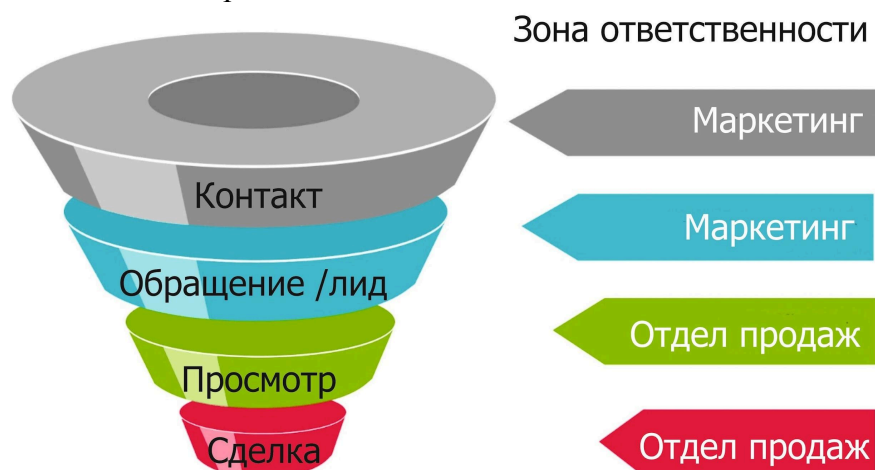 Зона ответственности
Маркетинг
Контакт
Маркетинг
Обращение /лид
Отдел продаж
Просмотр
Отдел продаж
Сделка